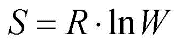 S = R · ln W